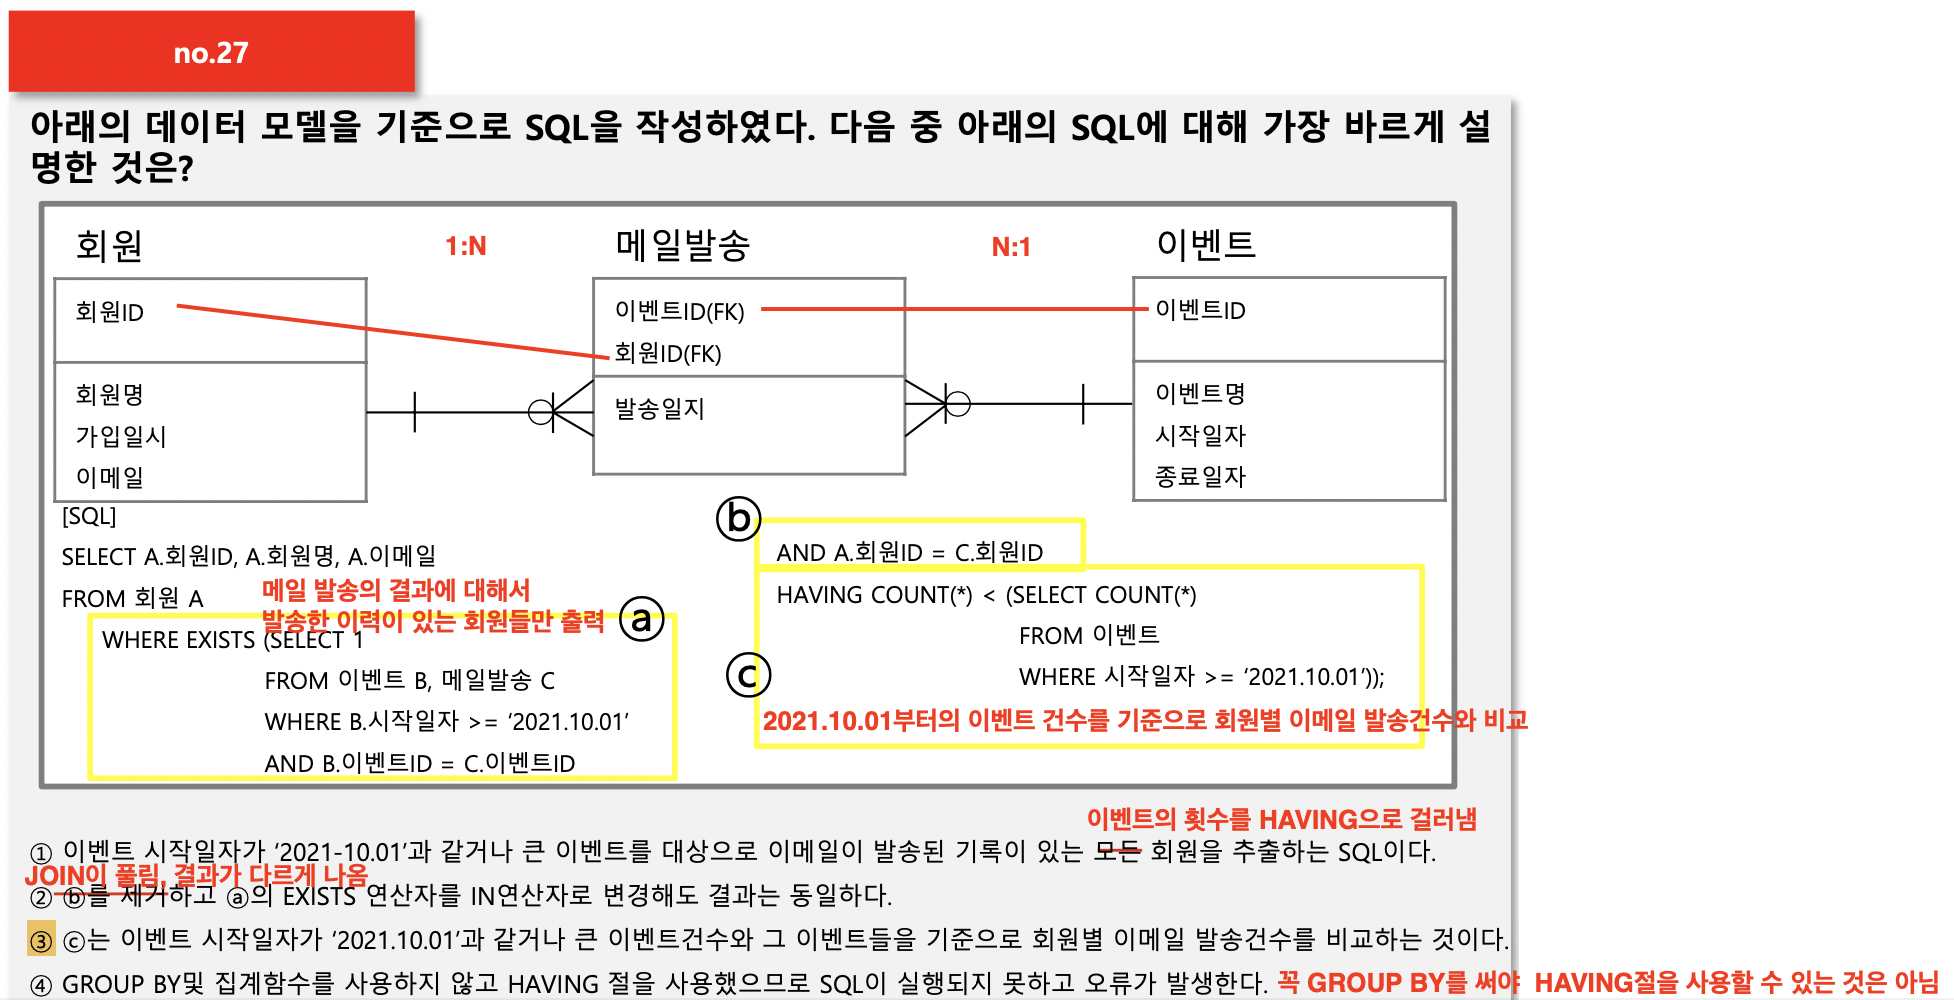 no.27
아래의 데이터 모델을 기준으로 SQL을 작성하였다. 다음 중 아래의 SQL에 대해 가장 바르게 설
명한 것은?
회원
1:N
메일발송
N:1
이벤트
회원ID
회원명
가입일시
이메일
이벤트ID(FK)
회원ID(FK)
발송일지
이벤트ID
이벤트명
시작일자
종료일자
[SQL]
SELECT A.회원ID, A.회원명, A.이메일
FROM 회원 A
메일 발송의 결과에 대해서
발송한 이력이 있는 회원들만 출력
ⓐ
WHERE EXISTS (SELECT 1
FROM 이벤트 B, 메일발송 C
WHERE B.시작일자 >= ‘2021.10.01’
AND B.이벤트ID = C.이벤트ID
ⓑ
AND A.회원ID = C.회원ID
HAVING COUNT(*) < (SELECT COUNT(*)
FROM 이벤트
ⓒ
WHERE 시작일자 >= ‘2021.10.01’));
2021.10.01부터의 이벤트 건수를 기준으로 회원별 이메일 발송건수와 비교
이벤트의 횟수를 HAVING으로 걸러냄
① 이벤트 시작일자가 ‘2021-10.01’과 같거나 큰 이벤트를 대상으로 이메일이 발송된 기록이 있는 모든 회원을 추출하는 SQL이다.
JOIN이 풀림, 결과가 다르게 나옴
② ⓑ를 제거하고 ⓐ의 EXISTS 연산자를 IN연산자로 변경해도 결과는 동일하다.
③ ⓒ는 이벤트 시작일자가 ‘2021.10.01’과 같거나 큰 이벤트건수와 그 이벤트들을 기준으로 회원별 이메일 발송건수를 비교하는 것이다.
④ GROUP BY및 집계함수를 사용하지 않고 HAVING 절을 사용했으므로 SQL이 실행되지 못하고 오류가 발생한다. 꼭 GROUP BY를 써야 HAVING절을 사용할 수 있는 것은 아님